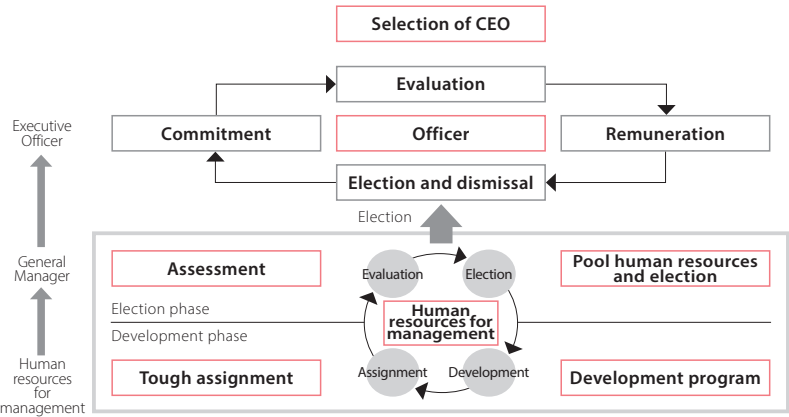 Selection of CEO
Evaluation
Executive
Officer
Commitment
Officer
Remuneration
Election and dismissal
Election
General
Manager
Assessment
Evaluation
Election
Pool human resources
and election
Election phase
Human
resources for
management
Development phase
Human
resources
for
management
Tough assignment
Assignment
Development
Development program